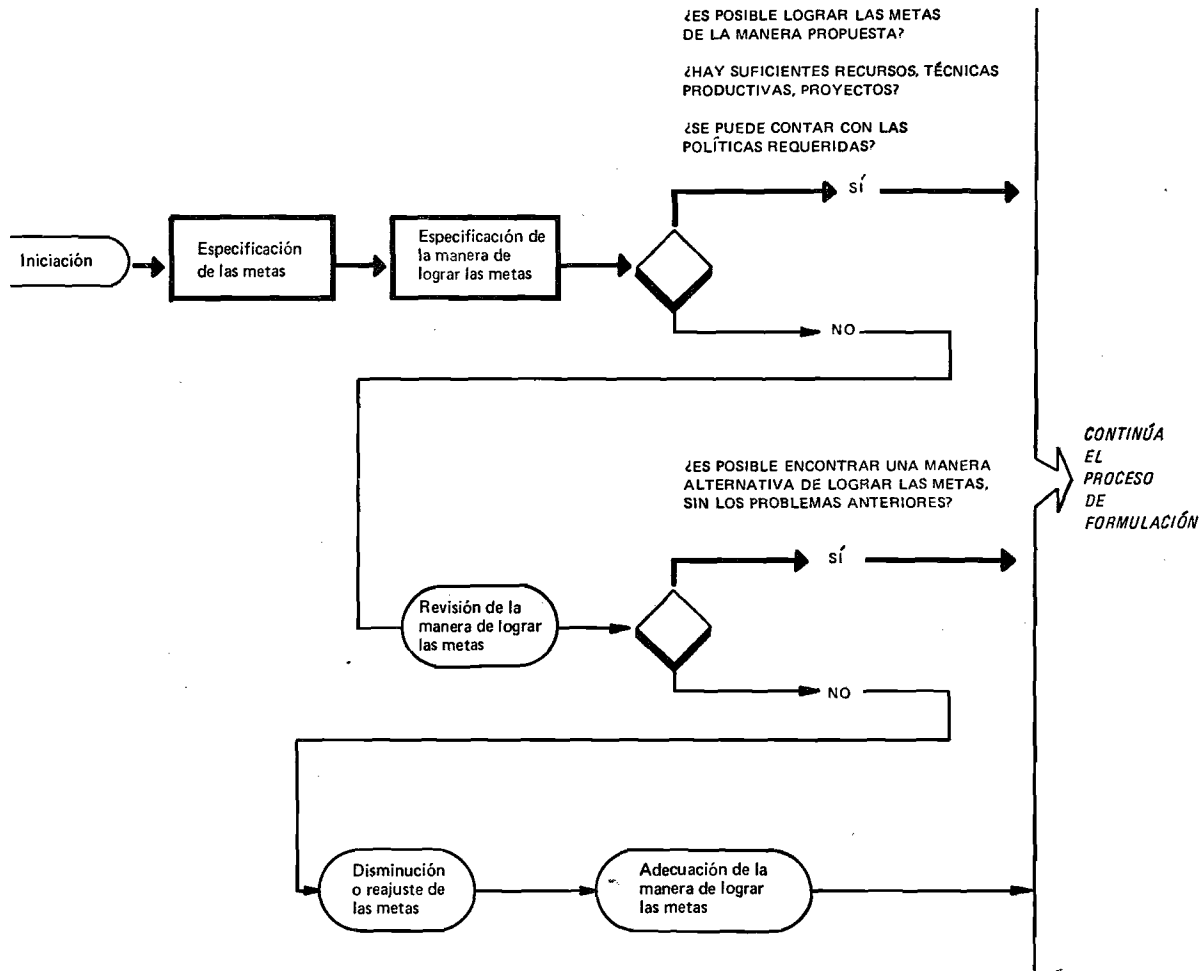 ¿ES POSIBLE LOGRAR LAS METAS
DE LA MANERA PROPUESTA?
¿HAY SUFICIENTES RECURSOS, TÉCNICAS
PRODUCTIVAS, PROYECTOS?
¿SE PUEDE CONTAR CON LAS
POLÍTICAS REQUERIDAS?
SÍ
Iniciación
Especificación
de las metas
Especificación de
la manera de
lograr las metas
NO
¿ES POSIBLE ENCONTRAR UNA MANERA
ALTERNATIVA DE LOGRAR LAS METAS,
SIN LOS PROBLEMAS ANTERIORES?
CONTINÚA
EL
PROCESO
DE
FORMULACIÓN
SÍ
Revisión de la
manera de lograr
las metas
NO
Disminución
o reajuste de
las metas
Adecuación de la
manera de lograr
las metas